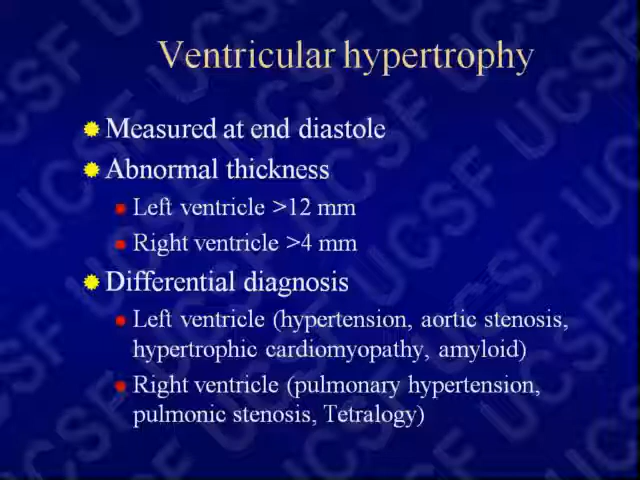 Ventricular hypertrophy
Measured at end diastole
Abnormal thickness
Left ventricle >12 mm
Right ventricle >4 mm
Differential diagnosis
Left ventricle (hypertension, aortic stenosis,
hypertrophic cardiomyopathy, amyloid)
Right ventricle (pulmonary hypertension,
pulmonic stenosis, Tetralogy)
UCSF